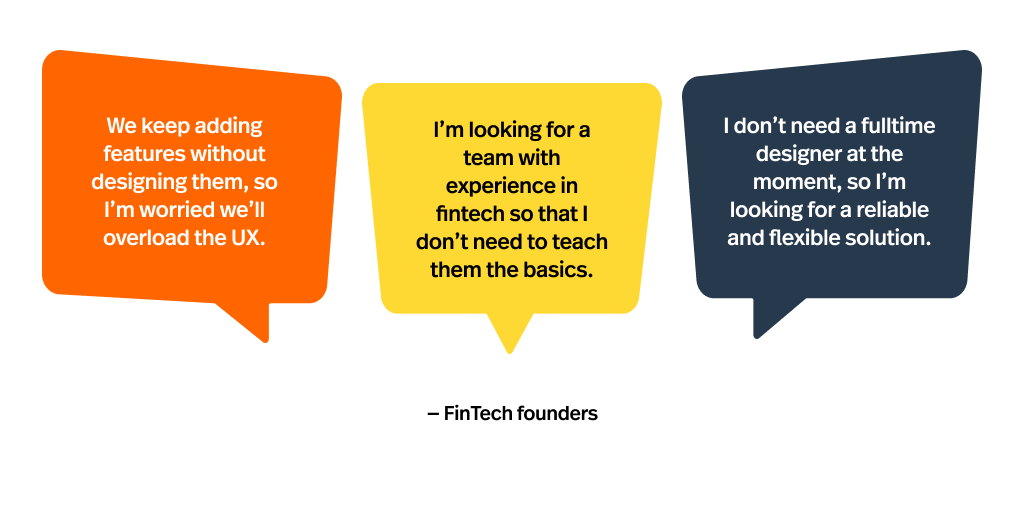 We keep adding
features without
designing them, so
I’m worried we’ll
overload the UX.
I’m looking for a
team with
experience in
fintech so that I
don’t need to teach
them the basics.
I don’t need a fulltime
designer at the
moment, so I’m
looking for a reliable
and flexible solution.
– FinTech founders